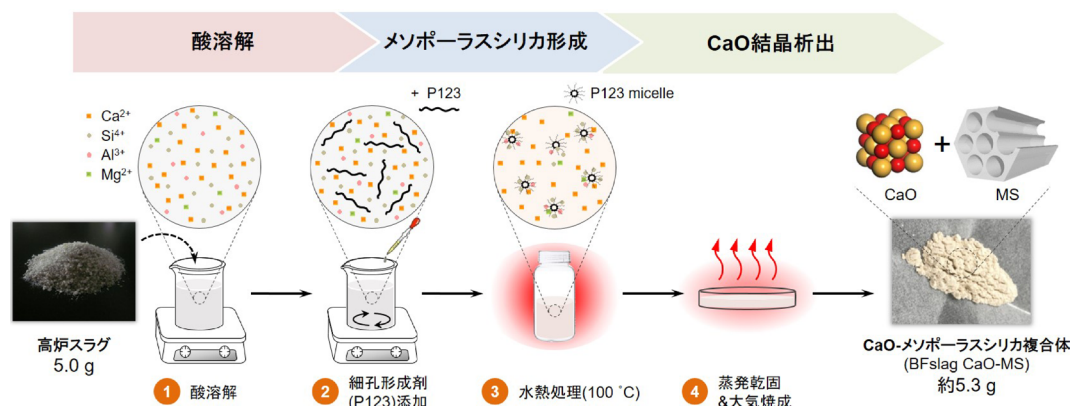 酸溶解
メソポーラスシリカ形成
CaO結晶析出
+ P123
P123 micelle
Ca²⁺
Si⁴⁺
Al³⁺
Mg²⁺
+
CaO
MS
高炉スラグ
5.0 g
CaO-メソポーラスシリカ複合体
(BFslag CaO-MS)
約5.3 g
1 酸溶解
2 細孔形成剤
(P123)添加
3 水熱処理(100 ˚C)
4 蒸発乾固
&大気焼成